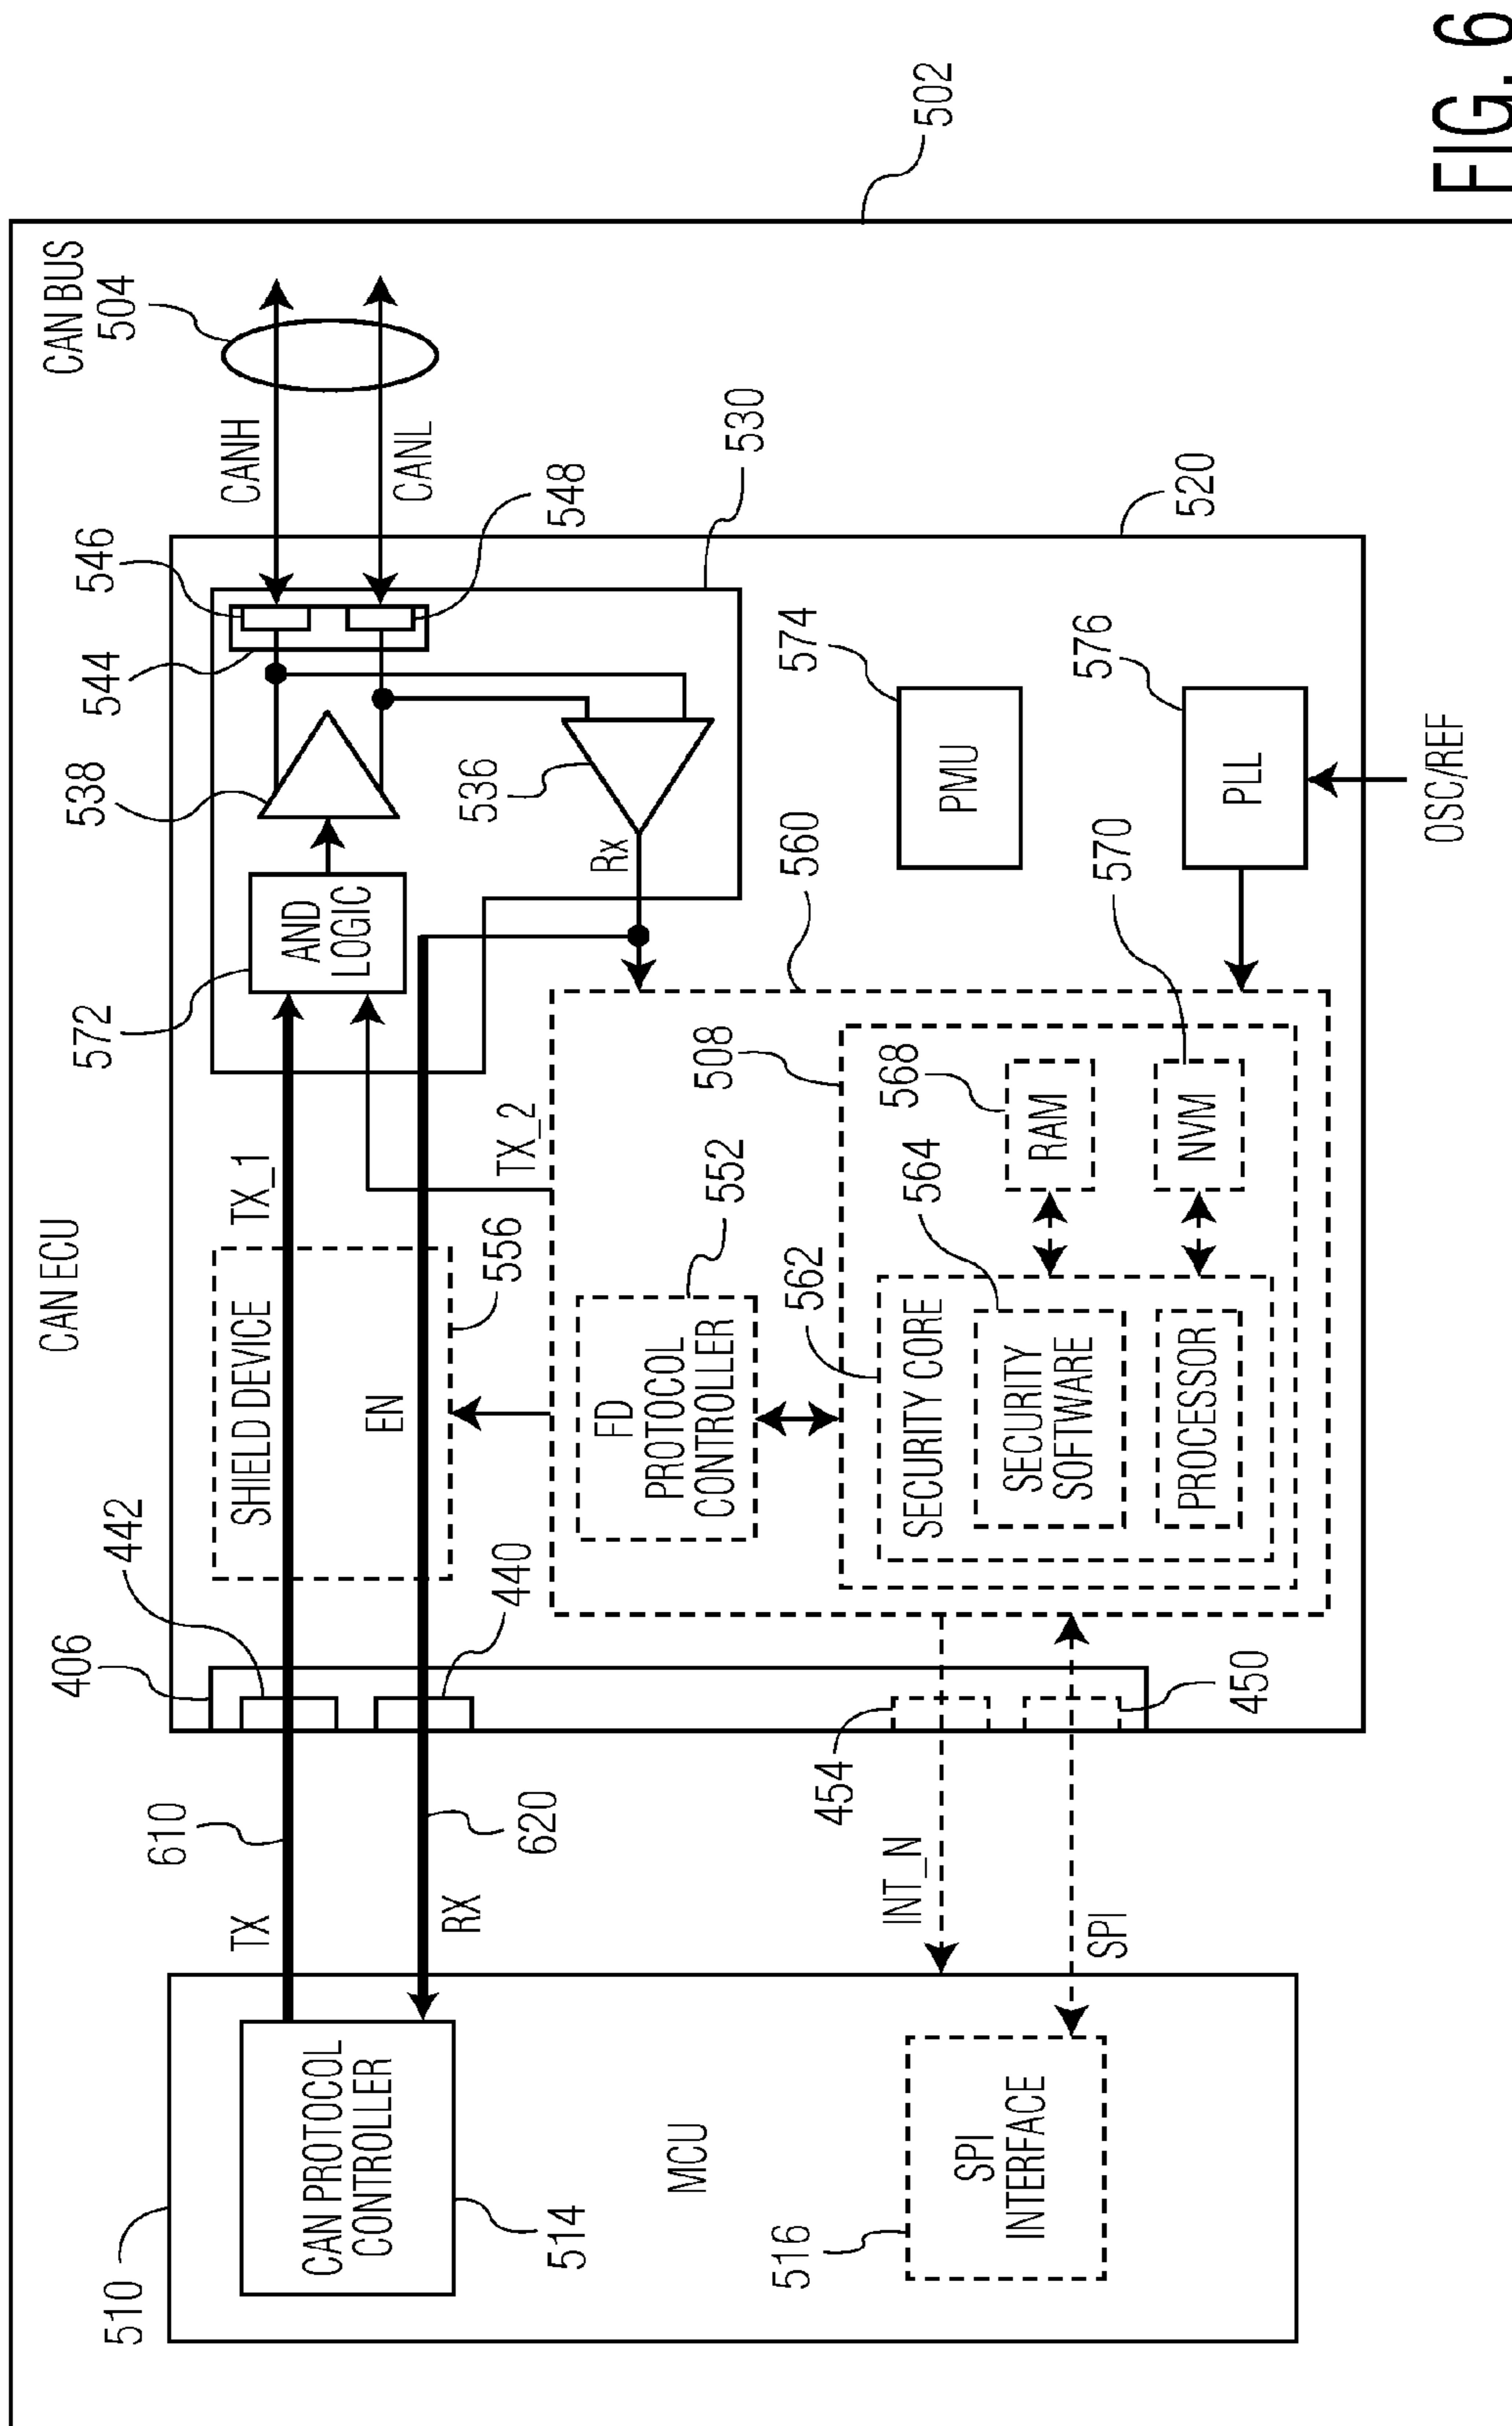 CAN ECU
CAN BUS
504
510
CAN PROTOCOL
CONTROLLER
514
MCU
516
SPI
INTERFACE
TX
610
RX
620
INT_N
SPI
406
442
440
454
450
SHIELD DEVICE
TX_1
EN
556
TX_2
572
AND
LOGIC
538
544
546
548
CANH
CANL
536
Rx
530
560
508
FD
PROTOCOL
CONTROLLER
552
562
SECURITY CORE
564
SECURITY
SOFTWARE
PROCESSOR
568
RAM
570
NVM
574
PMU
576
PLL
OSC/REF
520
502
FIG. 6